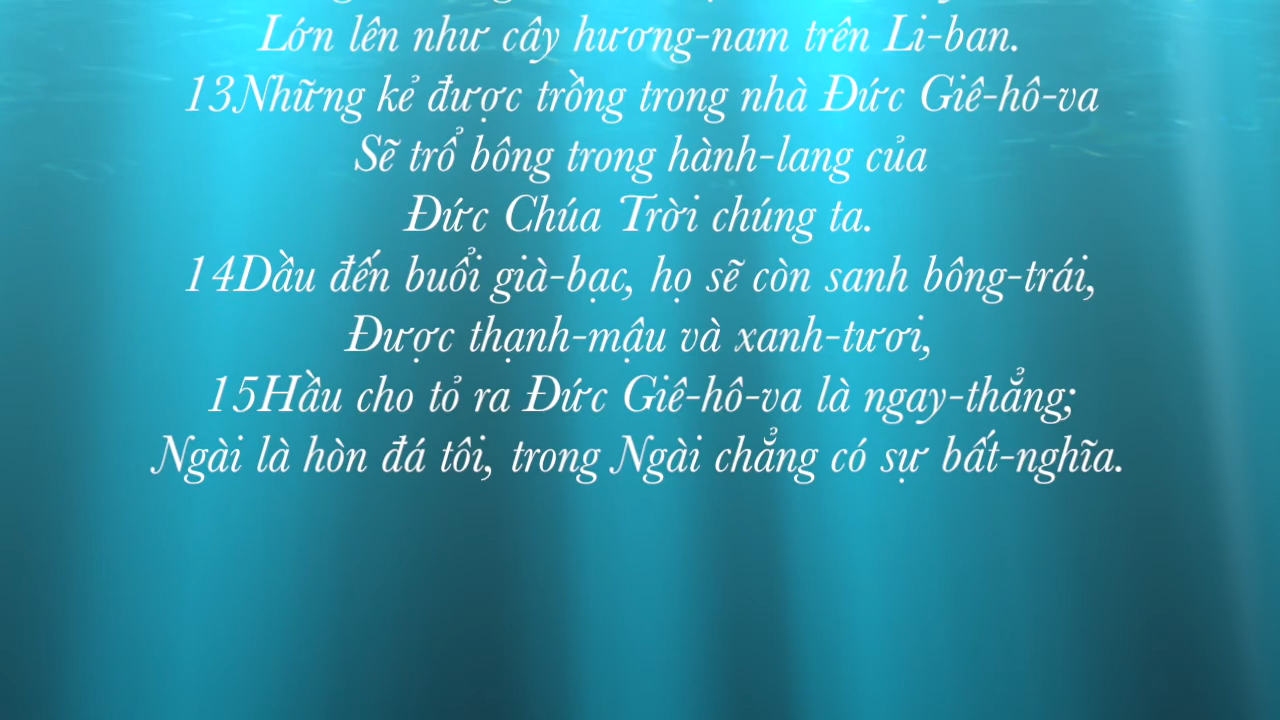 Lớn lên như cây hương-nam trên Li-ban.
13Những kẻ được trồng trong nhà Đức Giê-hô-va
Sẽ trổ bông trong hành-lang của
Đức Chúa Trời chúng ta.
14Dầu đến buổi già-bạc, họ sẽ còn sanh bông-trái,
Được thạnh-mậu và xanh-tươi,
15Hầu cho tỏ ra Đức Giê-hô-va là ngay-thẳng;
Ngài là hòn đá tôi, trong Ngài chẳng có sự bất-nghĩa.